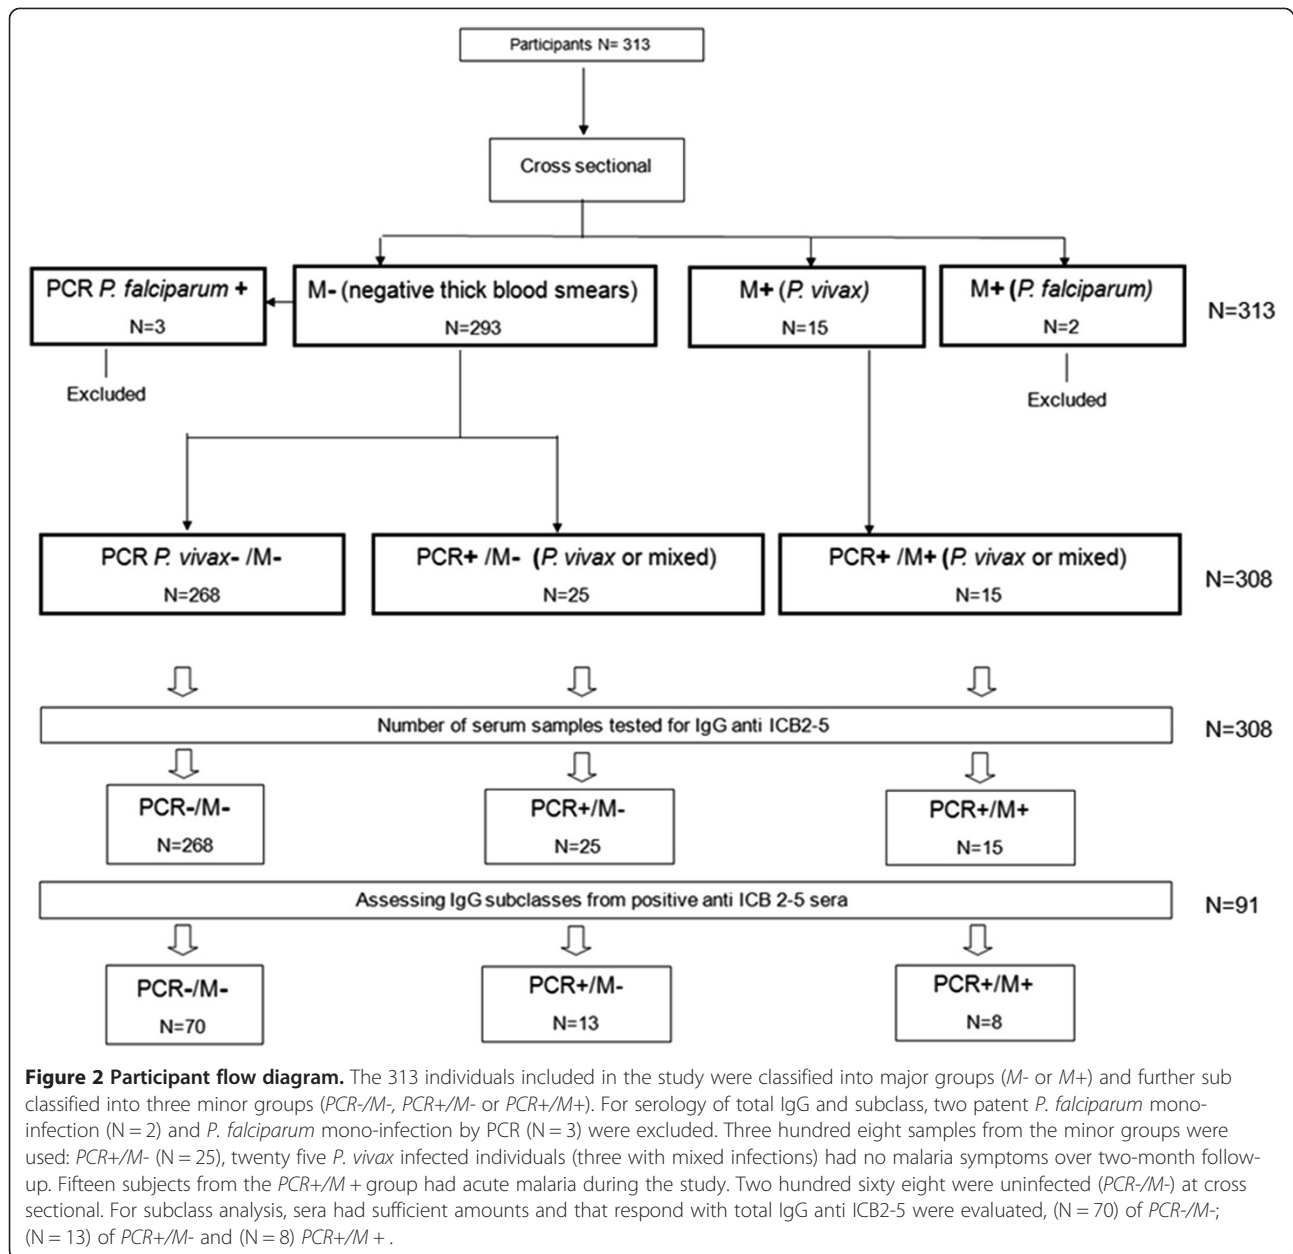 Participants N= 313
Cross sectional
PCR P. falciparum +
N=3
M- (negative thick blood smears)
N=293
M+ (P. vivax)
N=15
M+ (P. falciparum)
N=2
N=313
Excluded
Excluded
PCR P. vivax- /M-
N=268
PCR+ /M- (P. vivax or mixed)
N=25
PCR+ /M+ (P. vivax or mixed)
N=15
N=308
Number of serum samples tested for IgG anti ICB2-5
N=308
PCR-/M-
N=268
PCR+/M-
N=25
PCR+/M+
N=15
Assessing IgG subclasses from positive anti ICB 2-5 sera
N=91
PCR-/M-
N=70
PCR+/M-
N=13
PCR+/M+
N=8
Figure 2 Participant flow diagram. The 313 individuals included in the study were classified into major groups (M- or M+) and further sub
classified into three minor groups (PCR-/M-, PCR+/M- or PCR+/M+). For serology of total IgG and subclass, two patent P. falciparum mono-
infection (N = 2) and P. falciparum mono-infection by PCR (N = 3) were excluded. Three hundred eight samples from the minor groups were
used: PCR+/M- (N = 25), twenty five P. vivax infected individuals (three with mixed infections) had no malaria symptoms over two-month follow-
up. Fifteen subjects from the PCR+/M + group had acute malaria during the study. Two hundred sixty eight were uninfected (PCR-/M-) at cross
sectional. For subclass analysis, sera had sufficient amounts and that respond with total IgG anti ICB2-5 were evaluated, (N = 70) of PCR-/M-;
(N = 13) of PCR+/M- and (N = 8) PCR+/M + .